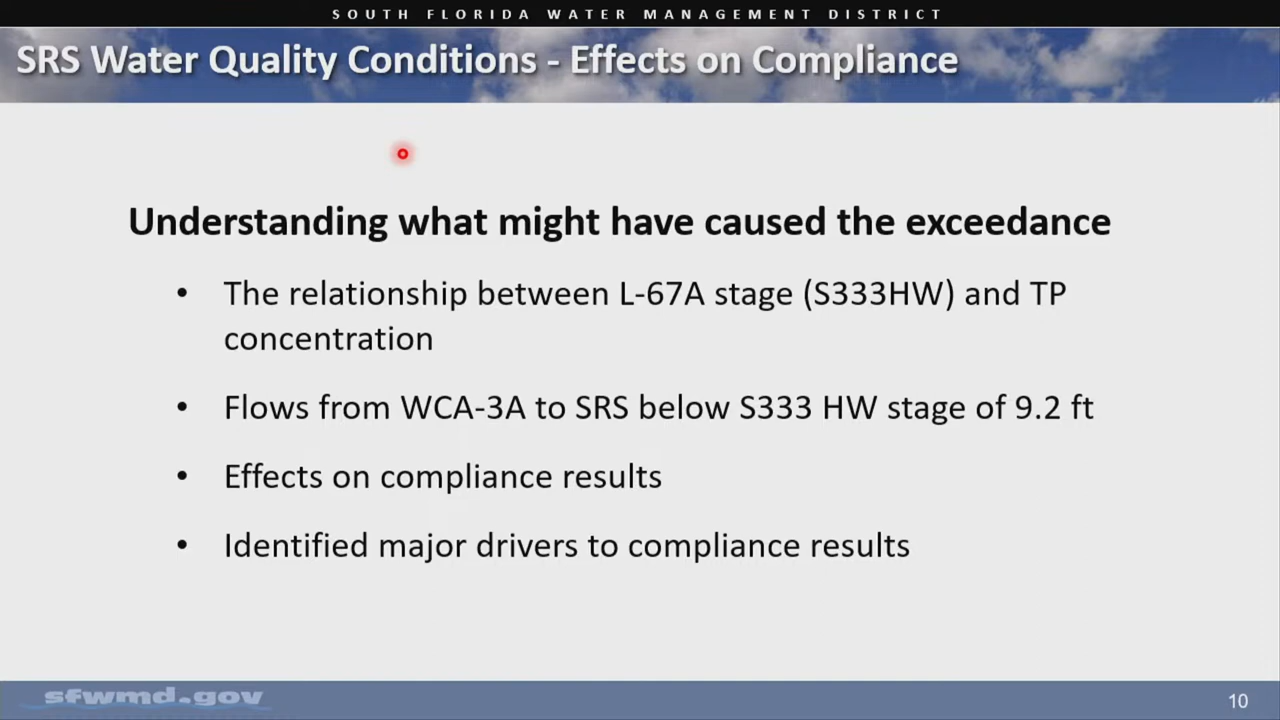 SOUTH FLORIDA WATER MANAGEMENT DISTRICT
SRS Water Quality Conditions - Effects on Compliance
Understanding what might have caused the exceedance
• The relationship between L-67A stage (S333HW) and TP
concentration
• Flows from WCA-3A to SRS below S333 HW stage of 9.2 ft
• Effects on compliance results
• Identified major drivers to compliance results
sfwmd.gov
10